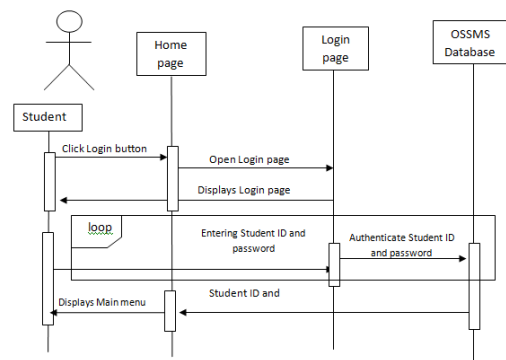 Home
page
Login
page
OSSMS
Database
Student
Click Login button
Open Login page
Displays Login page
loop
Entering Student ID and
password
Authenticate Student ID
and password
Student ID and
Displays Main menu